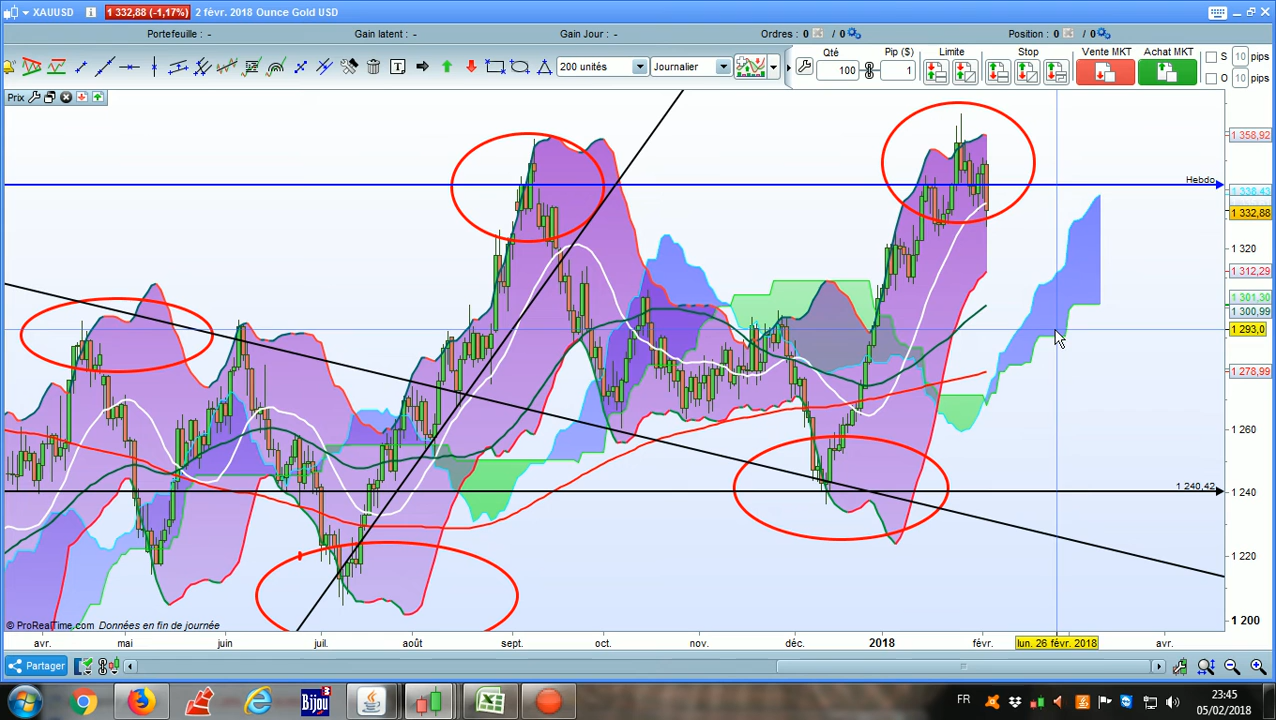 XAUUSD 1 332,88 (-1,17%) 2 févr. 2018 Ounce Gold USD
Portefeuille : - Gain latent : - Gain Jour : - Ordres : 0 / 0 Position : 0 / 0
200 unités Journalier Qté 100 Pip ($) 1 Limite Stop Vente MKT Achat MKT S 10 pips
O 10 pips
Prix
1 358,92
Hebdo
1 338,43
1 332,88
1 320
1 312,29
1 301,30
1 300,99
1 293,0
1 278,99
1 260
1 240,42
1 240
1 220
© ProRealTime.com Données en fin de journée
1 200
avr. mai juin juil. août sept. oct. nov. déc. 2018 févr. lun. 26 févr. 2018 avr.
Partager
Bijou 3
FR
23:45
05/02/2018